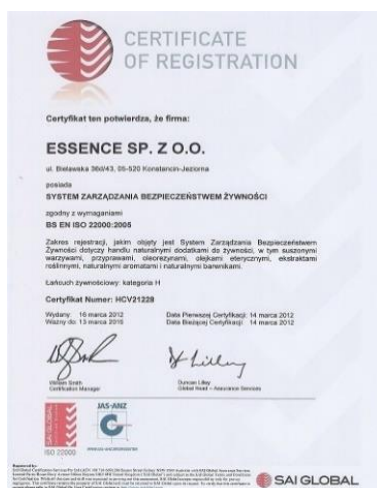 CERTIFICATE
OF REGISTRATION
Certyfikat ten potwierdza, że firma:
ESSENCE SP. Z O.O.
ul. Bielawska 36d/43, 05-520 Konstancin-Jeziorna
posiada
SYSTEM ZARZĄDZANIA BEZPIECZEŃSTWEM ŻYWNOŚCI
zgodny z wymaganiami
BS EN ISO 22000:2005
Zakres rejestracji, jakim objęty jest System Zarządzania Bezpieczeństwem
Żywności dotyczy handlu naturalnymi dodatkami do żywności, w tym suszonymi
warzywami, przyprawami, oleorezynami, olejkami eterycznymi, ekstraktami
roślinnymi, naturalnymi aromatami i naturalnymi barwnikami.
Łańcuch żywnościowy: kategoria H
Certyfikat Numer: HCV21228
Wydany: 16 marca 2012 Data Pierwszej Certyfikacji: 14 marca 2012
Ważny do: 13 marca 2015 Data Bieżącej Certyfikacji: 14 marca 2012
Certification Manager
Duncan Lilley
Global Head – Assurance Services
SAI GLOBAL
JAS-ANZ
ISO 22000
SAI GLOBAL